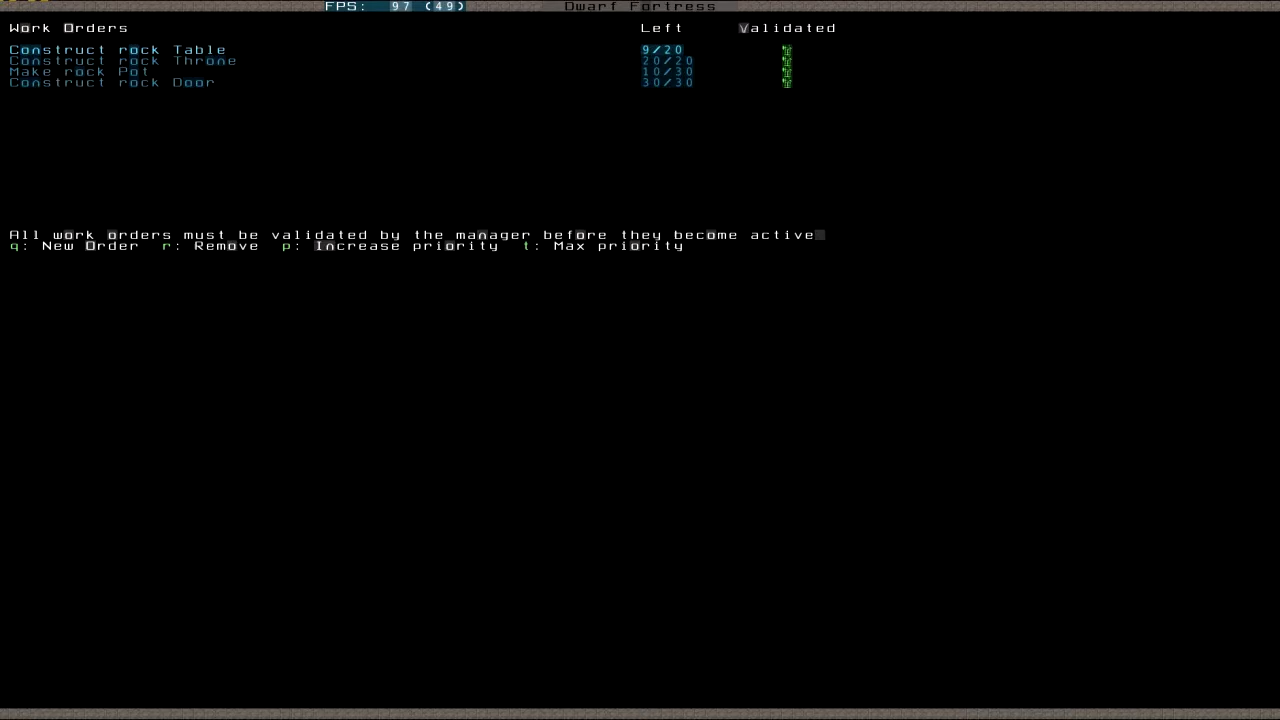 FPS: 97 (49) Dwarf Fortress
Work Orders Left Validated
Construct rock Table 9/20
Construct rock Throne 20/20
Make rock Pot 10/30
Construct rock Door 30/30
All work orders must be validated by the manager before they become active.
q: New Order r: Remove p: Increase priority t: Max priority